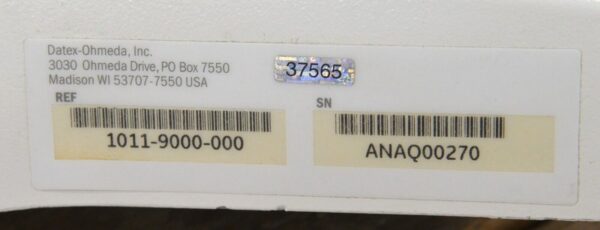 Datex-Ohmeda, Inc.
3030 Ohmeda Drive, PO Box 7550
Madison WI 53707-7550 USA
37565
REF
1011-9000-000
SN
ANAQ00270